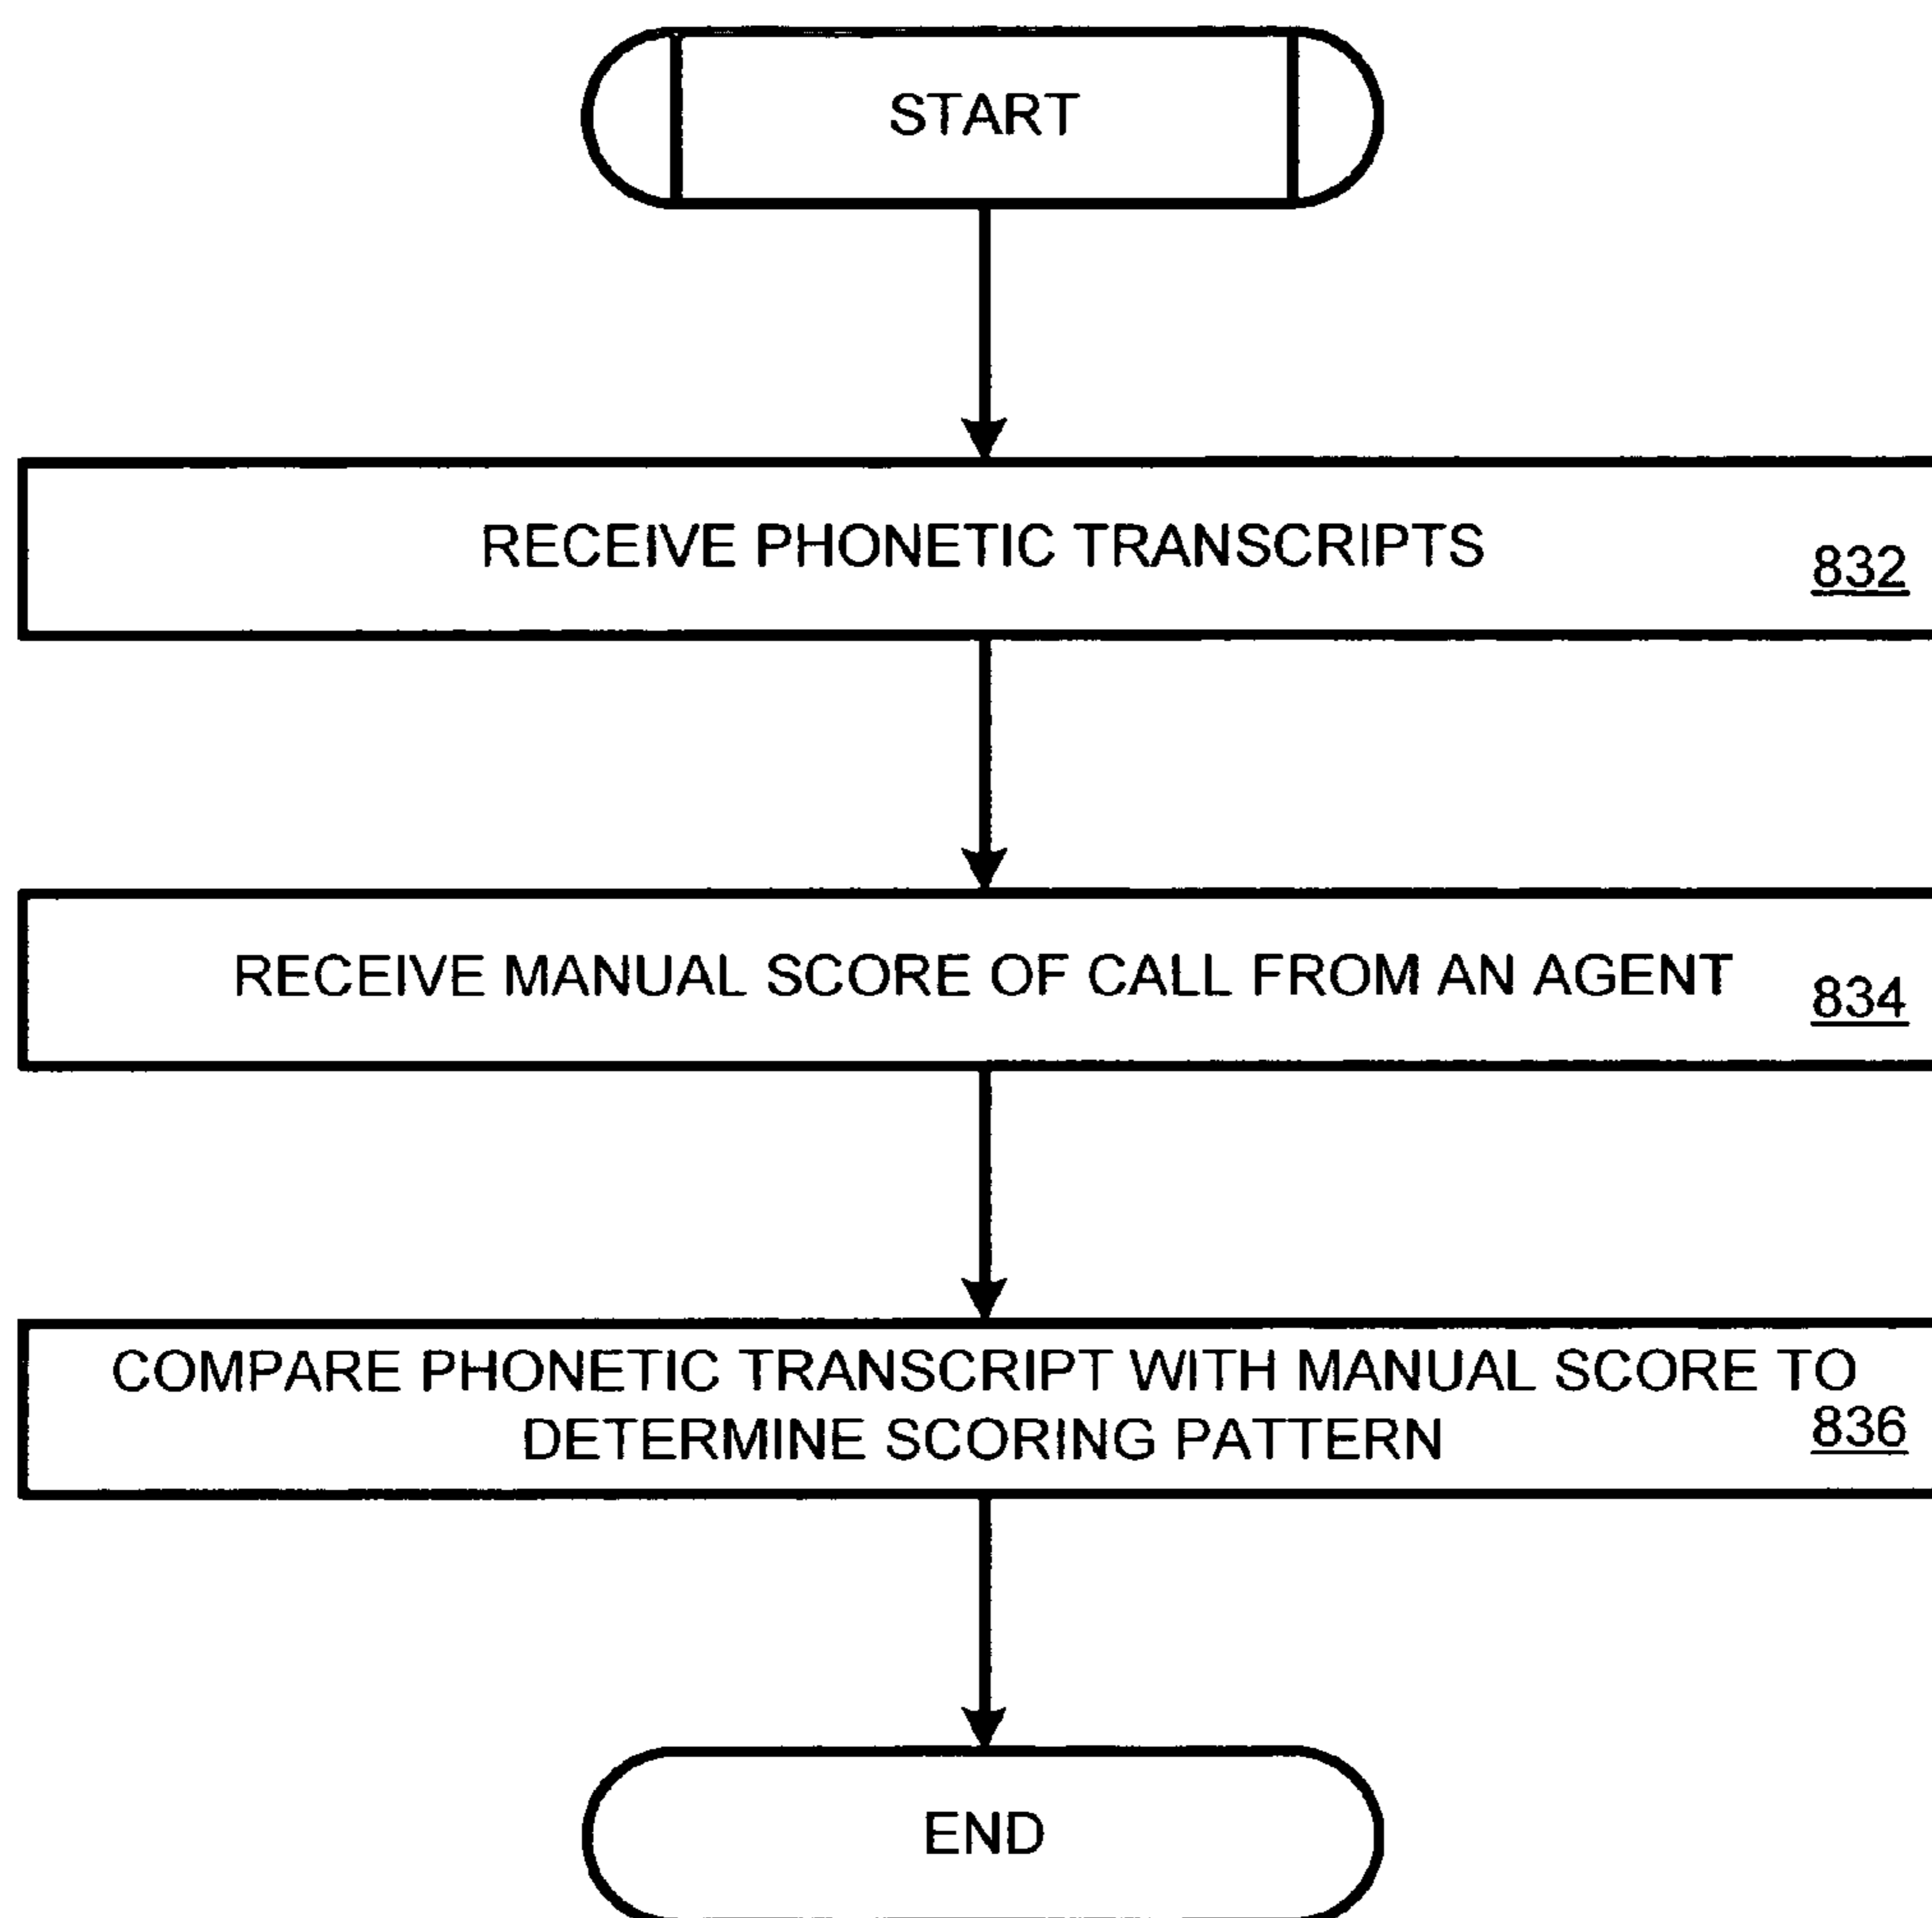 START
RECEIVE PHONETIC TRANSCRIPTS
832
RECEIVE MANUAL SCORE OF CALL FROM AN AGENT
834
COMPARE PHONETIC TRANSCRIPT WITH MANUAL SCORE TO
DETERMINE SCORING PATTERN
836
END